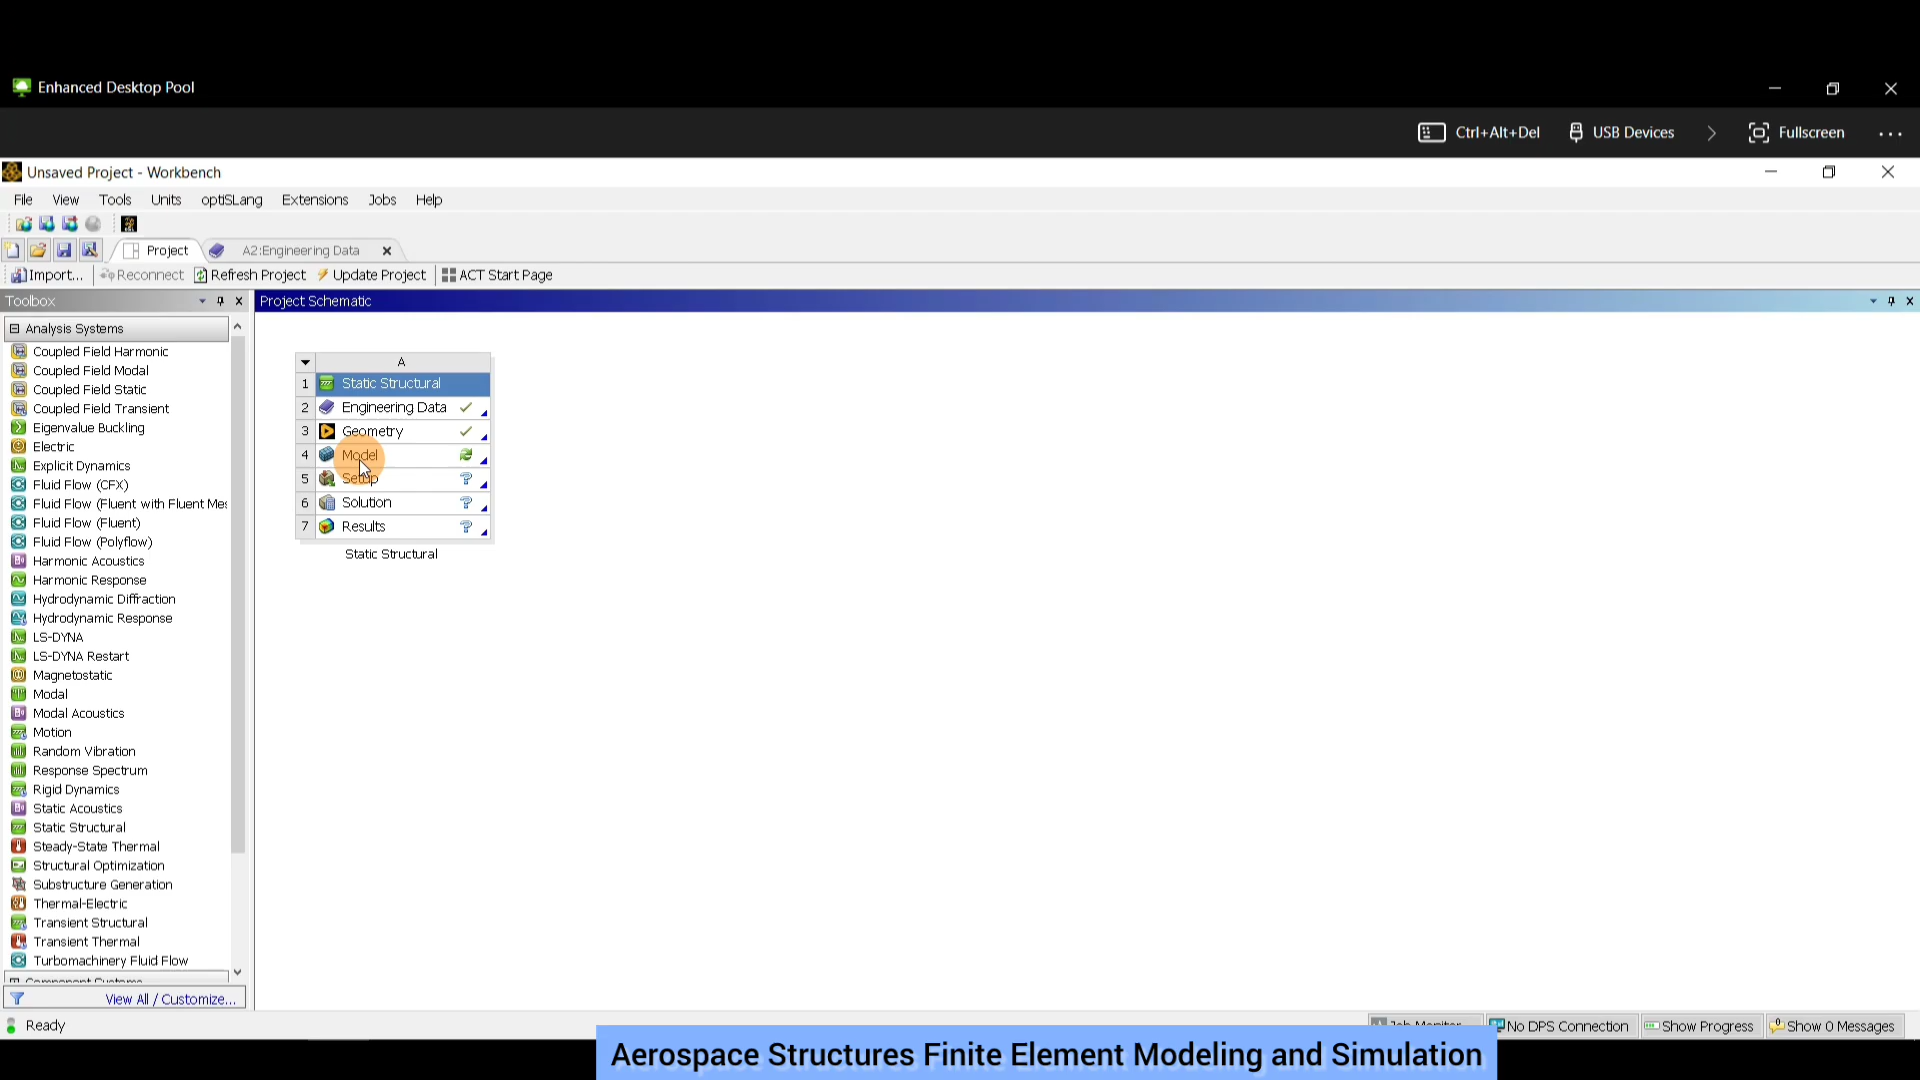 Enhanced Desktop Pool
Ctrl+Alt+Del
USB Devices
Fullscreen
Unsaved Project - Workbench
File View Tools Units optiSLang Extensions Jobs Help
Project
A2:Engineering Data
Import...
Reconnect
Refresh Project
Update Project
ACT Start Page
Toolbox
Analysis Systems
Coupled Field Harmonic
Coupled Field Modal
Coupled Field Static
Coupled Field Transient
Eigenvalue Buckling
Electric
Explicit Dynamics
Fluid Flow (CFX)
Fluid Flow (Fluent with Fluent Mes
Fluid Flow (Fluent)
Fluid Flow (Polyflow)
Harmonic Acoustics
Harmonic Response
Hydrodynamic Diffraction
Hydrodynamic Response
LS-DYNA
LS-DYNA Restart
Magnetostatic
Modal
Modal Acoustics
Motion
Random Vibration
Response Spectrum
Rigid Dynamics
Static Acoustics
Static Structural
Steady-State Thermal
Structural Optimization
Substructure Generation
Thermal-Electric
Transient Structural
Transient Thermal
Turbomachinery Fluid Flow
View All / Customize...
Project Schematic
A
1 Static Structural
2 Engineering Data
3 Geometry
4 Model
5 Setup
6 Solution
7 Results
Static Structural
Ready
No DPS Connection
Show Progress
Show 0 Messages
Aerospace Structures Finite Element Modeling and Simulation